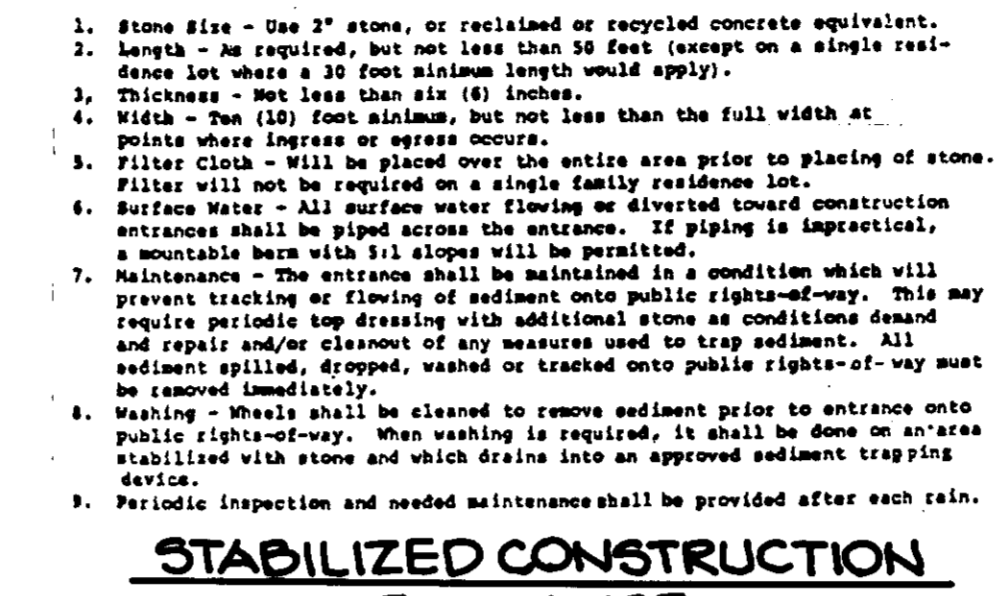 1. Stone Size - Use 2" stone, or reclaimed or recycled concrete equivalent.
2. Length - As required, but not less than 50 feet (except on a single resi-
dence lot where a 30 foot minimum length would apply).
3. Thickness - Not less than six (6) inches.
4. Width - Ten (10) foot minimum, but not less than the full width at
points where ingress or egress occurs.
5. Filter Cloth - Will be placed over the entire area prior to placing of stone.
Filter will not be required on a single family residence lot.
6. Surface Water - All surface water flowing or diverted toward construction
entrances shall be piped across the entrance. If piping is impractical,
a mountable berm with 5:1 slopes will be permitted.
7. Maintenance - The entrance shall be maintained in a condition which will
prevent tracking or flowing of sediment onto public rights-of-way. This may
require periodic top dressing with additional stone as conditions demand
and repair and/or cleanout of any measures used to trap sediment. All
sediment spilled, dropped, washed or tracked onto public rights-of-way must
be removed immediately.
8. Washing - Wheels shall be cleaned to remove sediment prior to entrance onto
public rights-of-way. When washing is required, it shall be done on an area
stabilized with stone and which drains into an approved sediment trapping
device.
9. Periodic inspection and needed maintenance shall be provided after each rain.
STABILIZED CONSTRUCTION